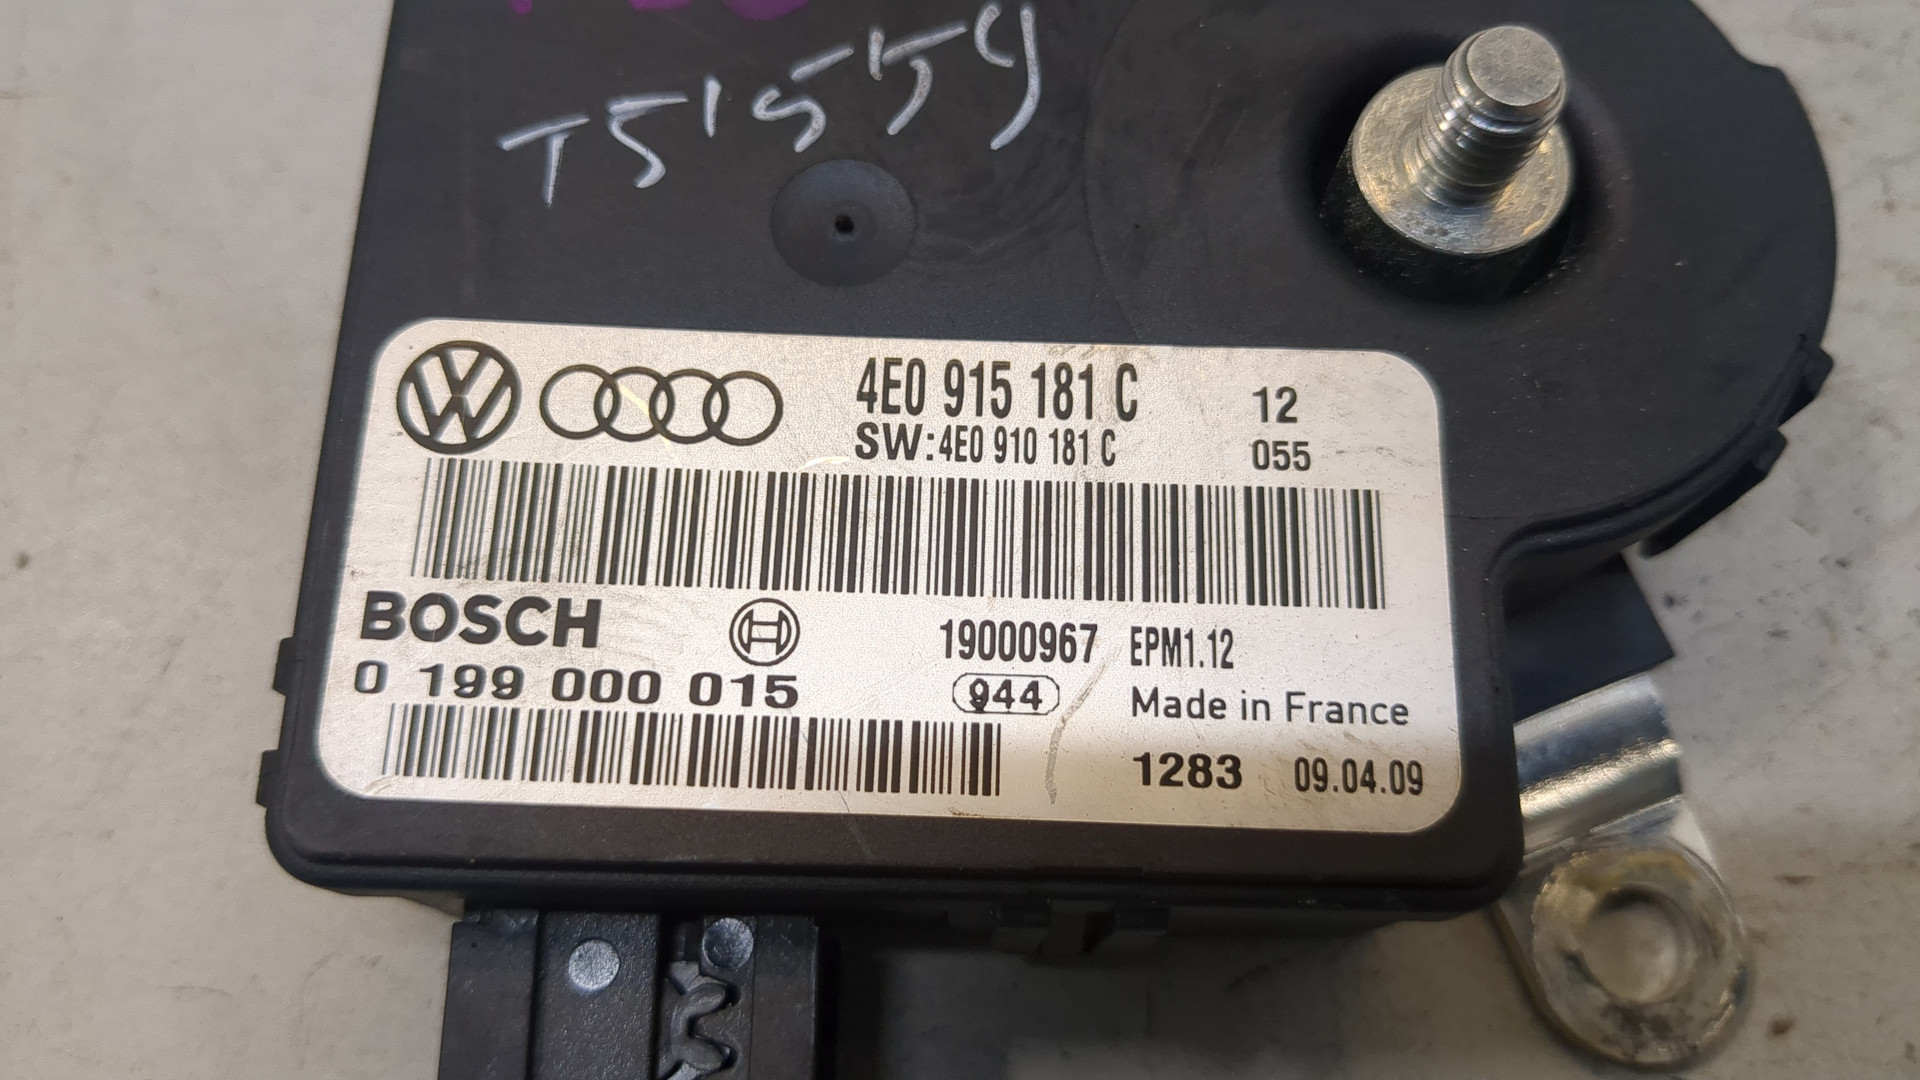 T51559
4E0 915 181 C
12
SW:4E0 910 181 C
055
BOSCH
19000967 EPM1.12
0 199 000 015
944
Made in France
1283 09.04.09